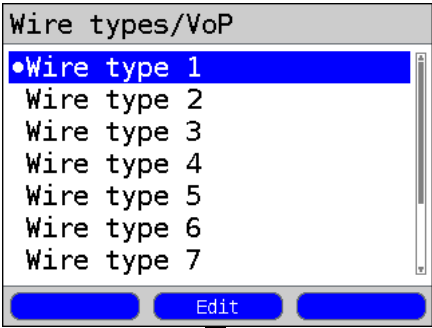 Wire types/VoP
•Wire type 1
Wire type 2
Wire type 3
Wire type 4
Wire type 5
Wire type 6
Wire type 7
Edit